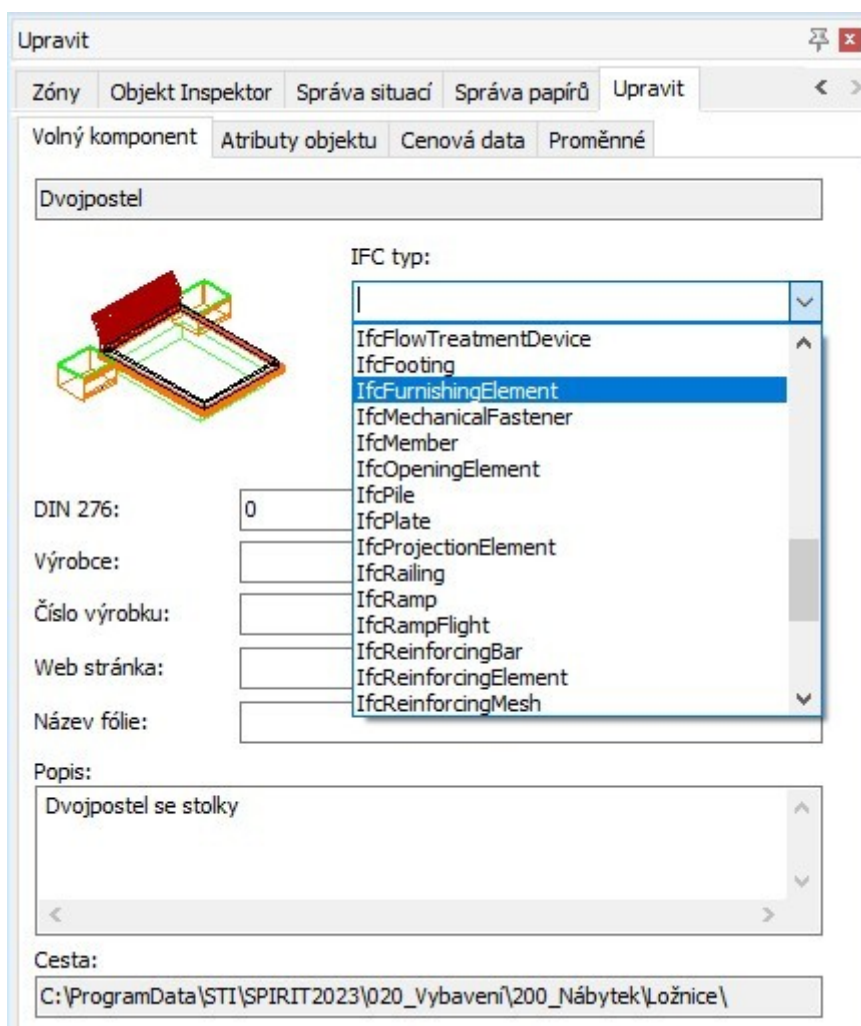 Upravit
Zóny Objekt Inspektor Správa situací Správa papírů Upravit
Volný komponent Atributy objektu Cenová data Proměnné
Dvojpostel
IFC typ:
IfcFlowTreatmentDevice
IfcFooting
IfcFurnishingElement
IfcMechanicalFastener
IfcMember
IfcOpeningElement
IfcPile
IfcPlate
IfcProjectionElement
IfcRailing
IfcRamp
IfcRampFlight
IfcReinforcingBar
IfcReinforcingElement
IfcReinforcingMesh
DIN 276: 0
Výrobce:
Číslo výrobku:
Web stránka:
Název fólie:
Popis:
Dvojpostel se stolky
Cesta:
C:\ProgramData\STI\SPIRIT2023\020_Vybavení\200_Nábytek\Ložnice\